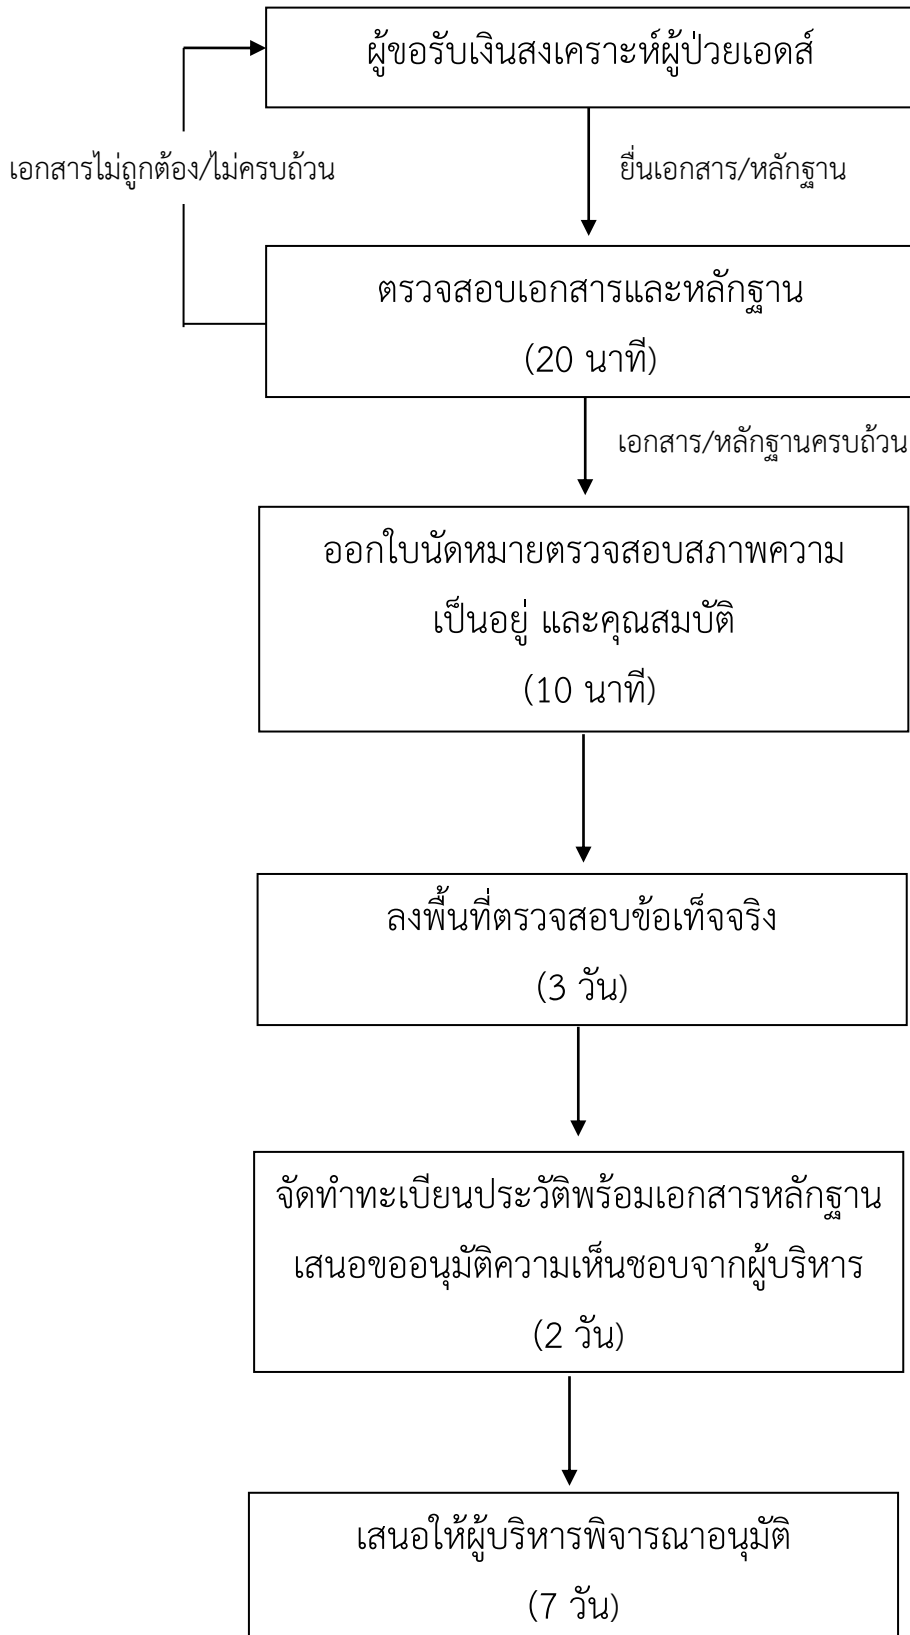 ผู้ขอรับเงินสงเคราะห์ผู้ป่วยเอดส์
เอกสารไม่ถูกต้อง/ไม่ครบถ้วน
ยื่นเอกสาร/หลักฐาน
ตรวจสอบเอกสารและหลักฐาน
(20 นาที)
เอกสาร/หลักฐานครบถ้วน
ออกใบนัดหมายตรวจสอบสภาพความ
เป็นอยู่ และคุณสมบัติ
(10 นาที)
ลงพื้นที่ตรวจสอบข้อเท็จจริง
(3 วัน)
จัดทำทะเบียนประวัติพร้อมเอกสารหลักฐาน
เสนอขออนุมัติความเห็นชอบจากผู้บริหาร
(2 วัน)
เสนอให้ผู้บริหารพิจารณาอนุมัติ
(7 วัน)